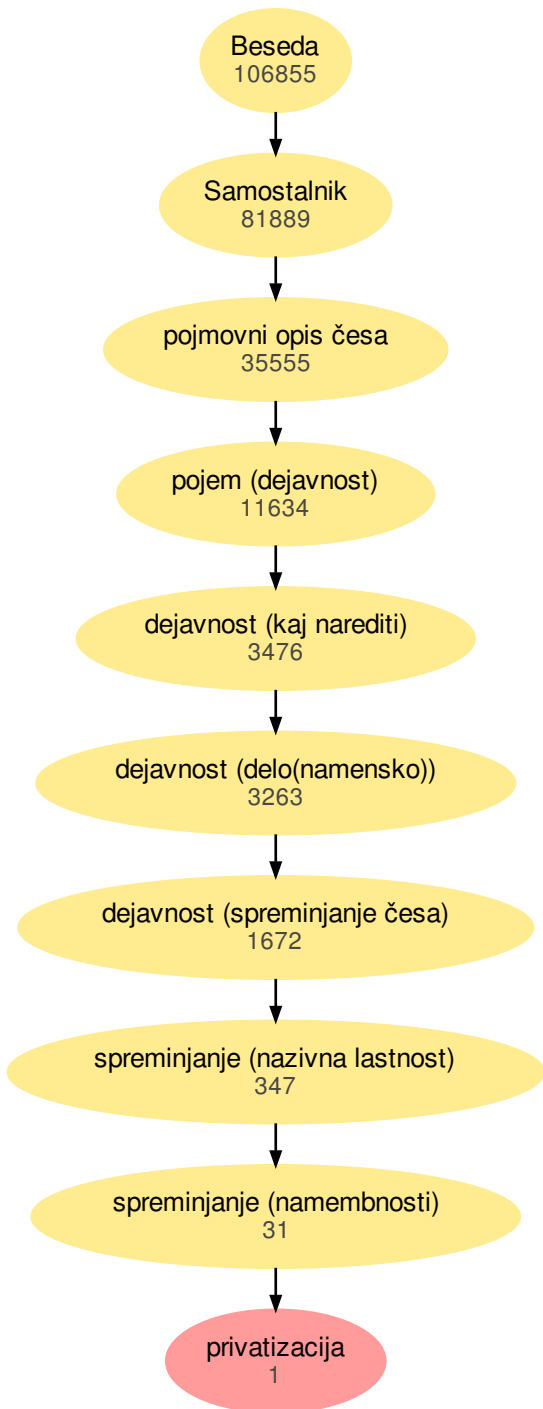 Beseda
106855
Samostalnik
81889
pojmovni opis česa
35555
pojem (dejavnost)
11634
dejavnost (kaj narediti)
3476
dejavnost (delo(namensko))
3263
dejavnost (spreminjanje česa)
1672
spreminjanje (nazivna lastnost)
347
spreminjanje (namembnosti)
31
privatizacija
1